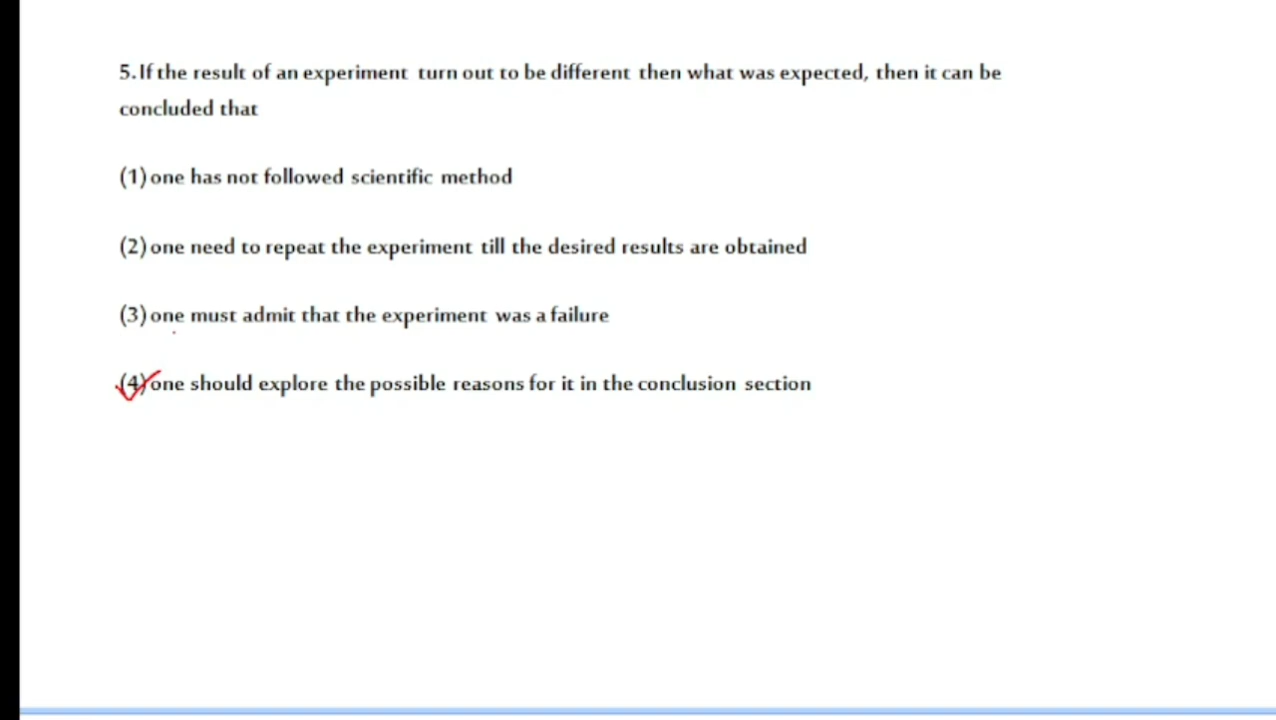 5.If the result of an experiment turn out to be different then what was expected, then it can be
concluded that
(1) one has not followed scientific method
(2) one need to repeat the experiment till the desired results are obtained
(3) one must admit that the experiment was a failure
(4) one should explore the possible reasons for it in the conclusion section